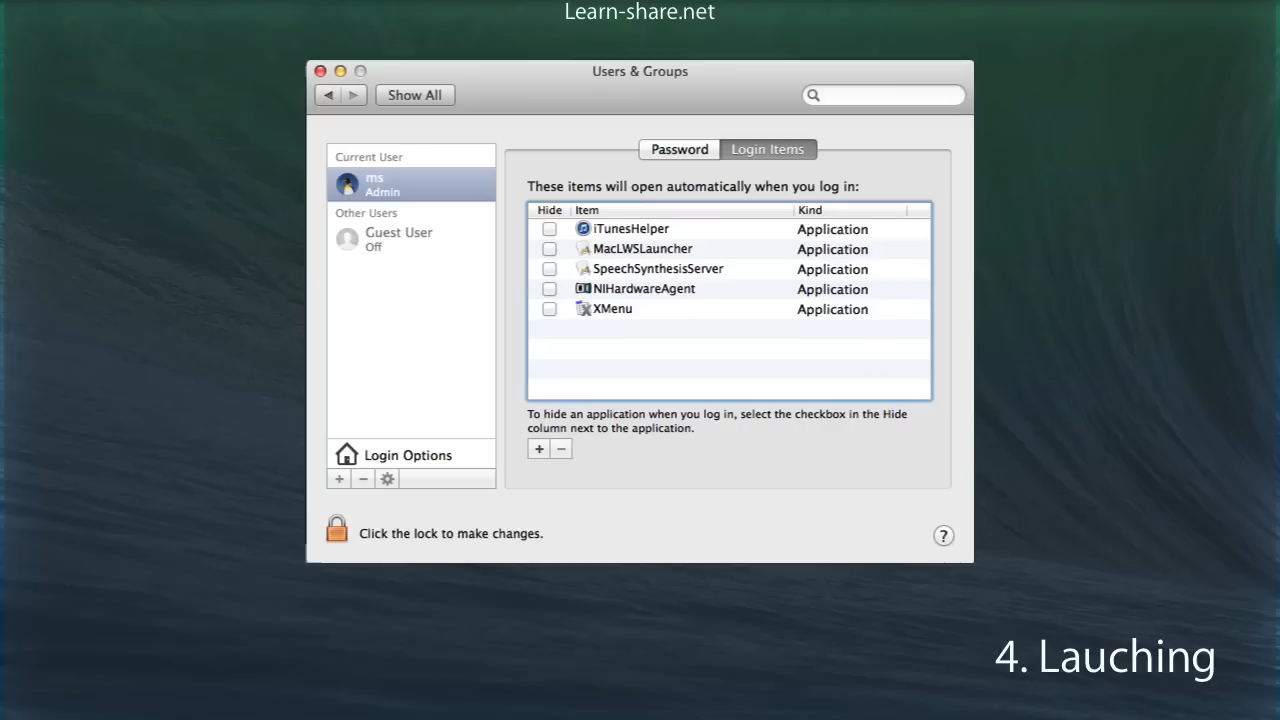 Learn-share.net
Users & Groups
Show All
Current User
ms
Admin
Other Users
Guest User
Off
Login Options
+ −
Password Login Items
These items will open automatically when you log in:
Hide Item Kind
iTunesHelper Application
MacLWSLauncher Application
SpeechSynthesisServer Application
NIHardwareAgent Application
XMenu Application
To hide an application when you log in, select the checkbox in the Hide
column next to the application.
+ −
Click the lock to make changes.
?
4. Lauching